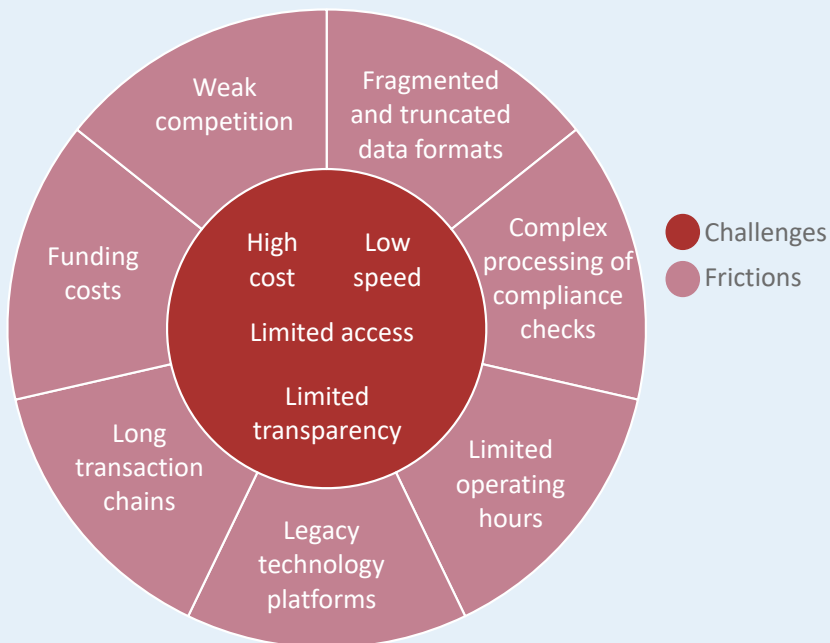 Fragmented
and truncated
data formats
Complex
processing of
compliance
checks
Limited
operating
hours
Legacy
technology
platforms
Long
transaction
chains
Funding
costs
Weak
competition
High
cost
Low
speed
Limited access
Limited
transparency
Challenges
Frictions